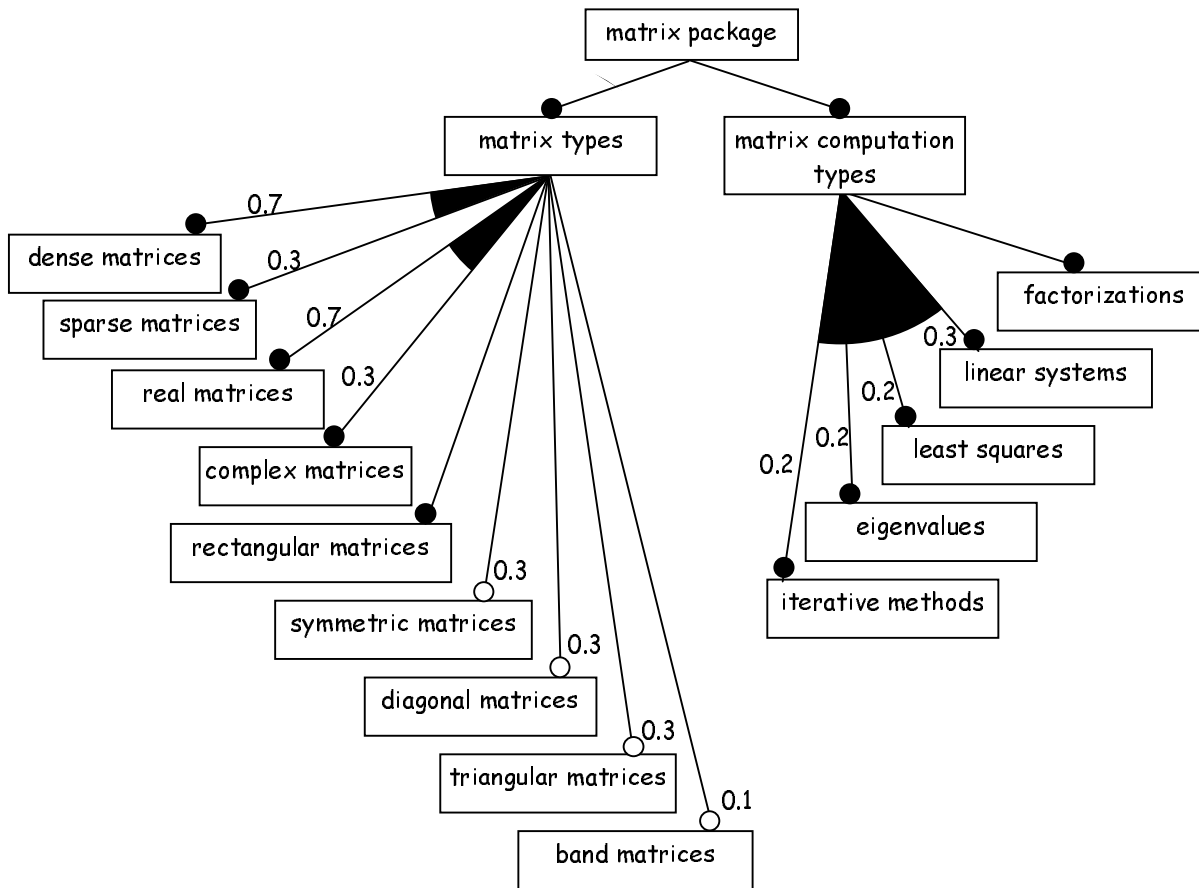 matrix package
matrix types
matrix computation
types
0.7
dense matrices
0.3
sparse matrices
0.7
real matrices
0.3
complex matrices
rectangular matrices
0.3
symmetric matrices
0.3
diagonal matrices
0.3
triangular matrices
0.1
band matrices
factorizations
0.3
linear systems
0.2
least squares
0.2
eigenvalues
0.2
iterative methods